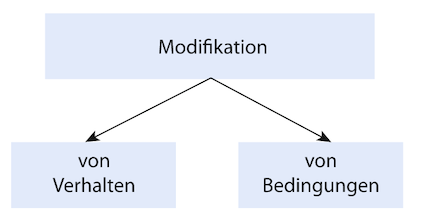 Modifikation
von
Verhalten
von
Bedingungen